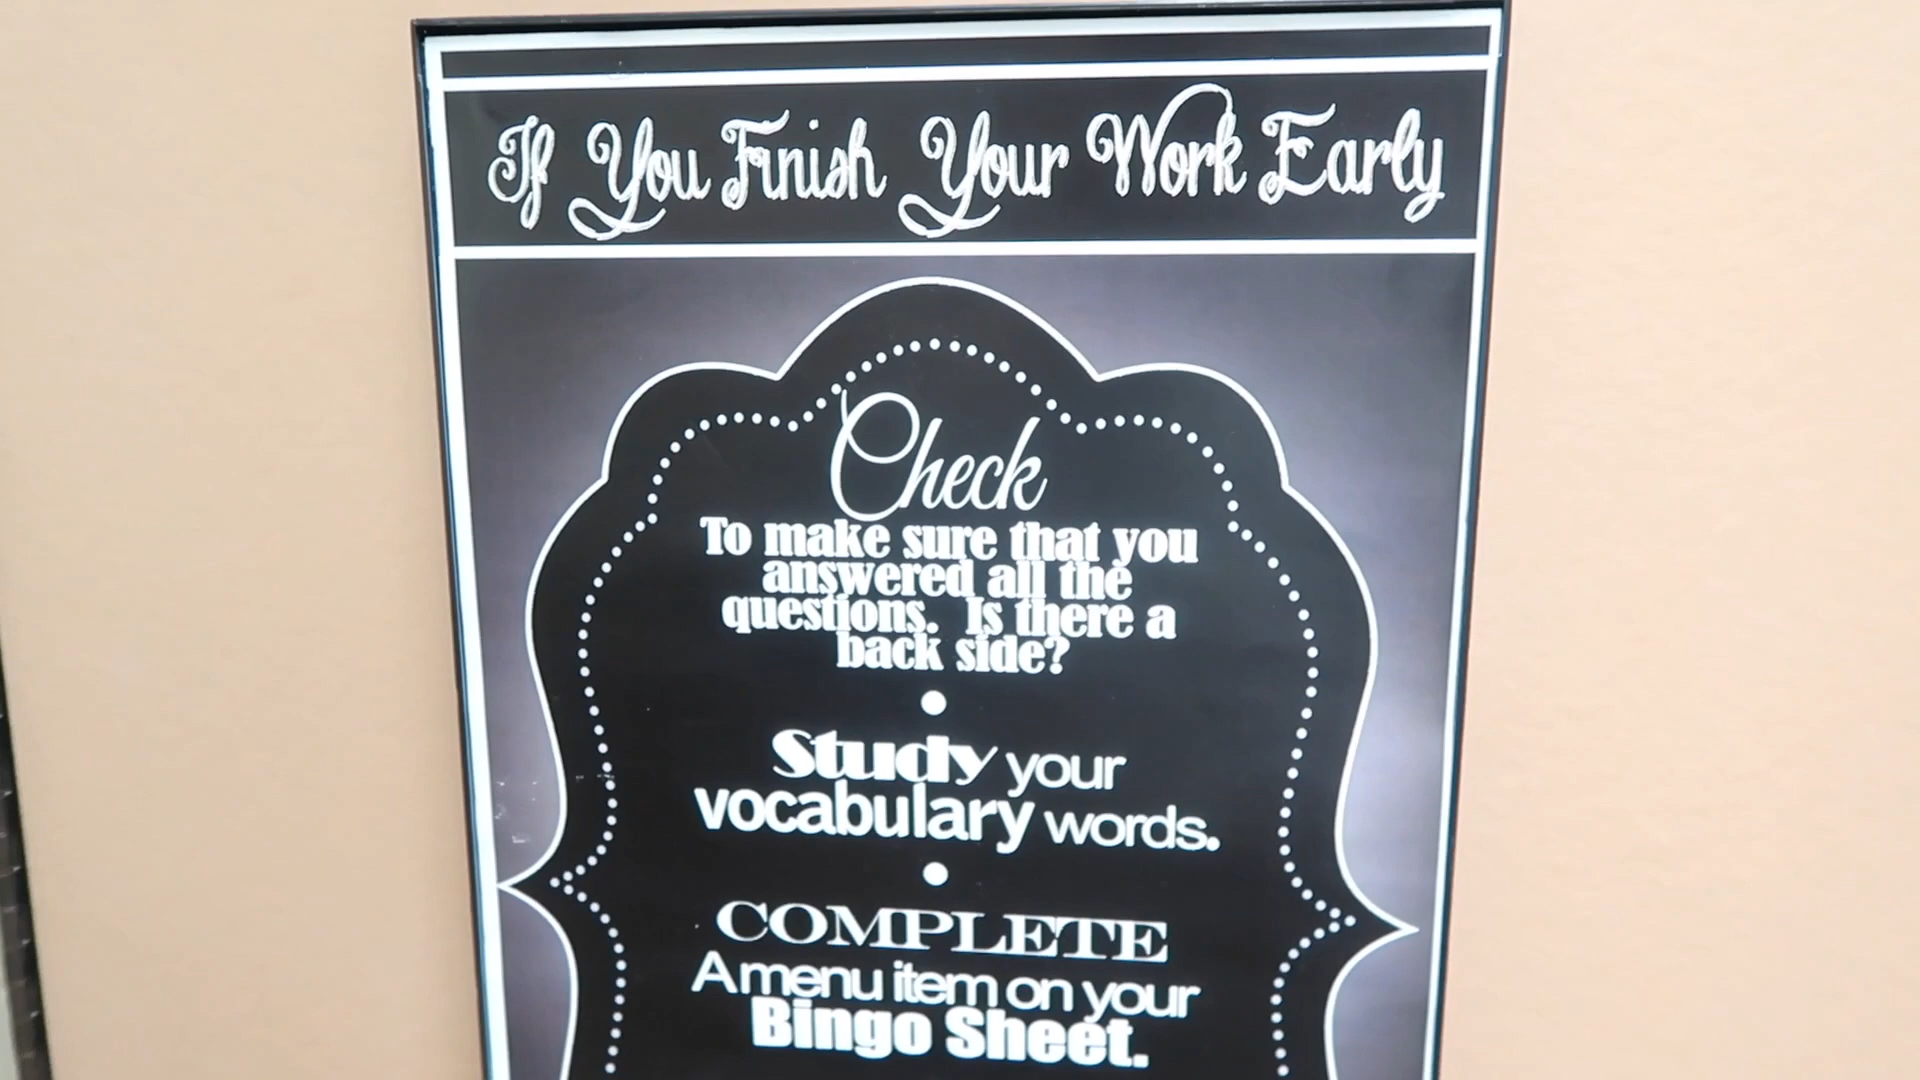 If You Finish Your Work Early
Check
To make sure that you
answered all the
questions. Is there a
back side?
Study your
vocabulary words.
COMPLETE
A menu item on your
Bingo Sheet.